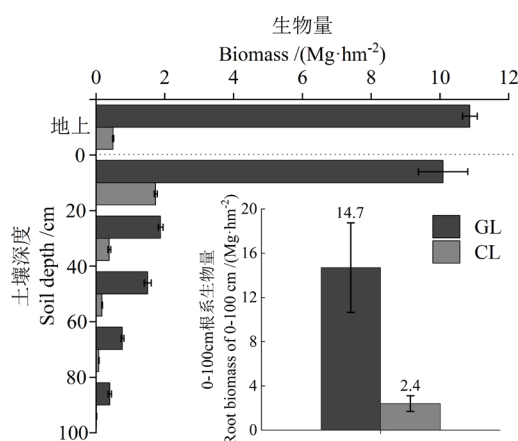 生物量
Biomass /(Mg·hm-2)
0 2 4 6 8 10 12
地上
0
20
40
60
80
100
土壤深度
Soil depth /cm
0-100cm根系生物量
Root biomass of 0-100 cm /(Mg·hm-2)
20
16
12
8
4
0
14.7
2.4
GL
CL